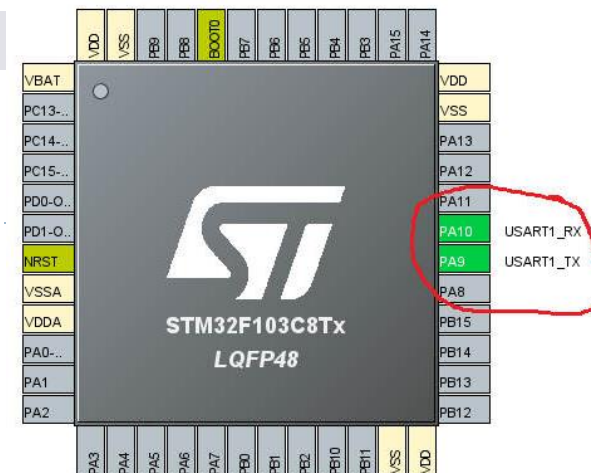 VDD
VSS
PB9
PB8
BOOT0
PB7
PB6
PB5
PB4
PB3
PA15
PA14
VBAT
PC13-..
PC14-..
PC15-..
PD0-O..
PD1-O..
NRST
VSSA
VDDA
PA0-..
PA1
PA2
STM32F103C8Tx
LQFP48
VDD
VSS
PA13
PA12
PA11
PA10 USART1_RX
PA9 USART1_TX
PA8
PB15
PB14
PB13
PB12
PA3
PA4
PA5
PA6
PA7
PB0
PB1
PB2
PB10
PB11
VSS
VDD